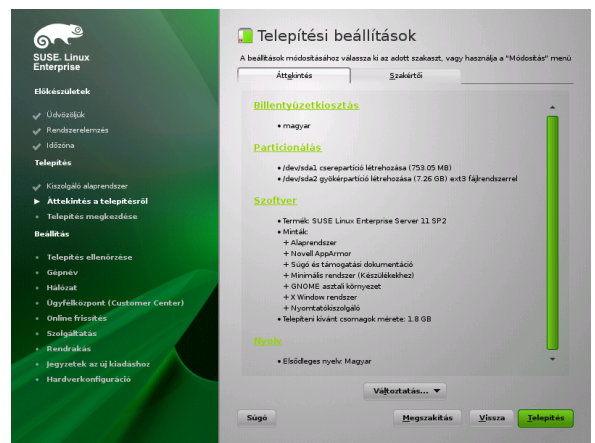 SUSE. Linux
Enterprise
Előkészületek
Üdvözöljük
Rendszerelemzés
Időzóna
Telepítés
Kiszolgáló alaprendszer
Áttekintés a telepítésről
Telepítés megkezdése
Beállítás
Telepítés ellenőrzése
Gépnév
Hálózat
Ügyfélközpont (Customer Center)
Online frissítés
Szolgáltatás
Rendrakás
Jegyzetek az új kiadáshoz
Hardverkonfiguráció
Telepítési beállítások
A beállítások módosításához válassza ki az adott szakaszt, vagy használja a "Módosítás" menü
Áttekintés
Szakértői
Billentyűzetkiosztás
• magyar
Particionálás
• /dev/sda1 cserepartíció létrehozása (753.05 MB)
• /dev/sda2 gyökérpartíció létrehozása (7.26 GB) ext3 fájlrendszerrel
Szoftver
• Termék: SUSE Linux Enterprise Server 11 SP2
• Minták:
+ Alaprendszer
+ Novell AppArmor
+ Súgó és támogatási dokumentáció
+ Minimális rendszer (Készülékekhez)
+ GNOME asztali környezet
+ X Window rendszer
+ Nyomtatókiszolgáló
• Telepíteni kívánt csomagok mérete: 1.8 GB
Nyelv
• Elsődleges nyelv: Magyar
Változtatás...
Súgó
Megszakítás
Vissza
Telepítés